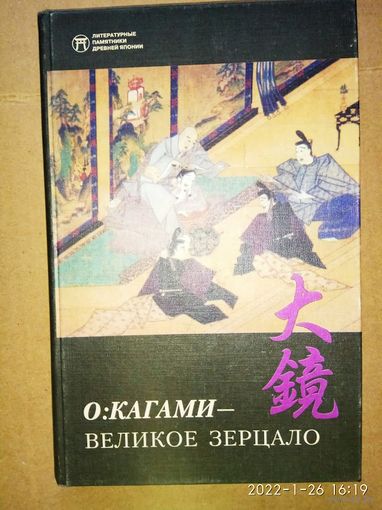 ЛИТЕРАТУРНЫЕ
ПАМЯТНИКИ
ДРЕВНЕЙ ЯПОНИИ
大鏡
О:КАГАМИ–
ВЕЛИКОЕ ЗЕРЦАЛО
2022-1-26 16:19